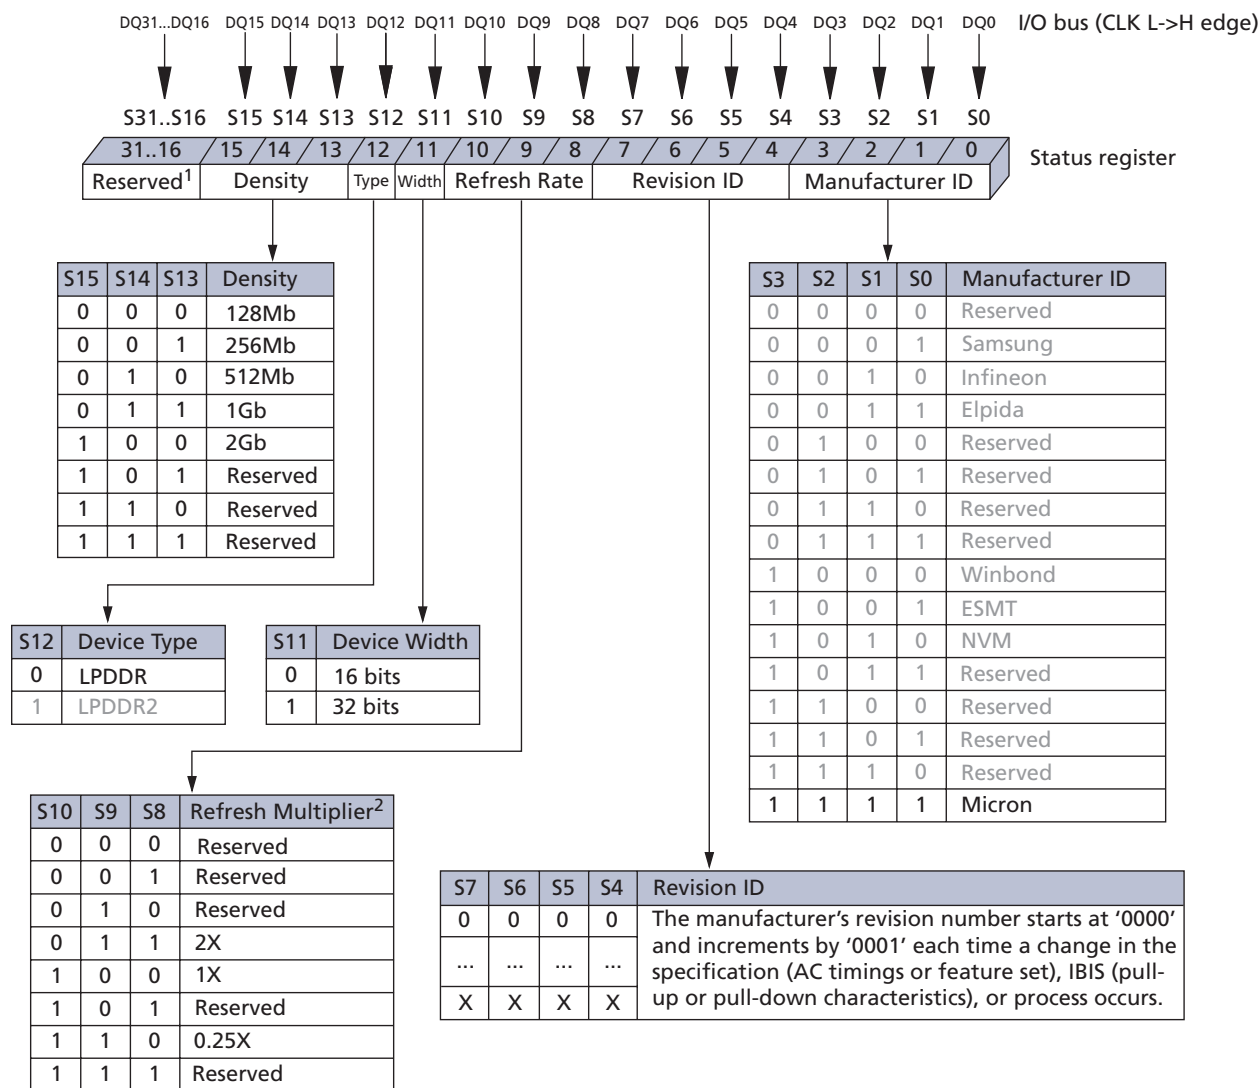 DQ31...DQ16 DQ15 DQ14 DQ13 DQ12 DQ11 DQ10 DQ9 DQ8 DQ7 DQ6 DQ5 DQ4 DQ3 DQ2 DQ1 DQ0 I/O bus (CLK L->H edge)
S31..S16 S15 S14 S13 S12 S11 S10 S9 S8 S7 S6 S5 S4 S3 S2 S1 S0
31..16 15 14 13 12 11 10 9 8 7 6 5 4 3 2 1 0 Status register
Reserved1 Density Type Width Refresh Rate Revision ID Manufacturer ID
S15 S14 S13 Density
0 0 0 128Mb
0 0 1 256Mb
0 1 0 512Mb
0 1 1 1Gb
1 0 0 2Gb
1 0 1 Reserved
1 1 0 Reserved
1 1 1 Reserved
S3 S2 S1 S0 Manufacturer ID
0 0 0 0 Reserved
0 0 0 1 Samsung
0 0 1 0 Infineon
0 0 1 1 Elpida
0 1 0 0 Reserved
0 1 0 1 Reserved
0 1 1 0 Reserved
0 1 1 1 Reserved
1 0 0 0 Winbond
1 0 0 1 ESMT
1 0 1 0 NVM
1 0 1 1 Reserved
1 1 0 0 Reserved
1 1 0 1 Reserved
1 1 1 0 Reserved
1 1 1 1 Micron
S12 Device Type
0 LPDDR
1 LPDDR2
S11 Device Width
0 16 bits
1 32 bits
S10 S9 S8 Refresh Multiplier2
0 0 0 Reserved
0 0 1 Reserved
0 1 0 Reserved
0 1 1 2X
1 0 0 1X
1 0 1 Reserved
1 1 0 0.25X
1 1 1 Reserved
S7 S6 S5 S4 Revision ID
0 0 0 0
... ... ... ...
X X X X
The manufacturer’s revision number starts at ‘0000’
and increments by ‘0001’ each time a change in the
specification (AC timings or feature set), IBIS (pull-
up or pull-down characteristics), or process occurs.